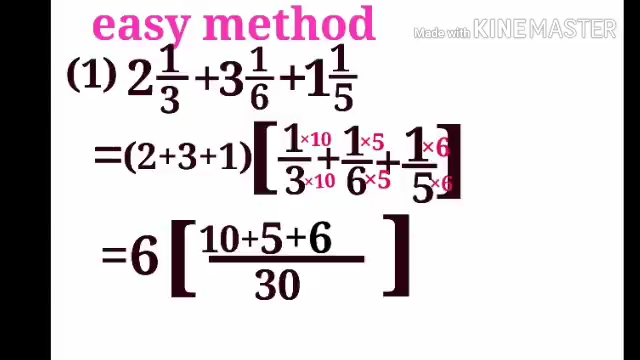 easy method
Made with KINEMASTER
(1) 2 1/3 + 3 1/6 + 1 1/5
=(2+3+1)[1×10/3×10 + 1×5/6×5 + 1×6/5×6]
=6[10+5+6/30]